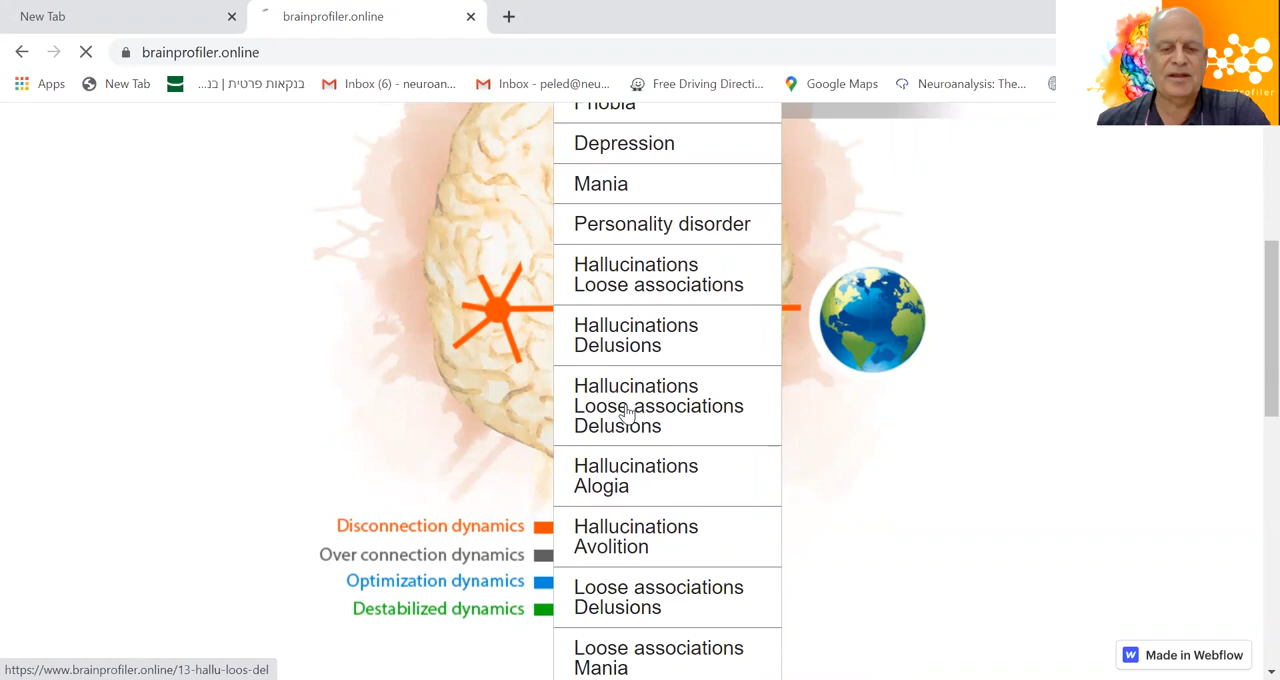 New Tab
brainprofiler.online
brainprofiler.online
Apps
New Tab
בנקאות פרטית | בנ...
Inbox (6) - neuroan...
Inbox - peled@neu...
Free Driving Directi...
Google Maps
Neuroanalysis: The...
Phobia
Depression
Mania
Personality disorder
Hallucinations
Loose associations
Hallucinations
Delusions
Hallucinations
Loose associations
Delusions
Hallucinations
Alogia
Hallucinations
Avolition
Loose associations
Delusions
Loose associations
Mania
Disconnection dynamics
Over connection dynamics
Optimization dynamics
Destabilized dynamics
https://www.brainprofiler.online/13-hallu-loos-del
Made in Webflow